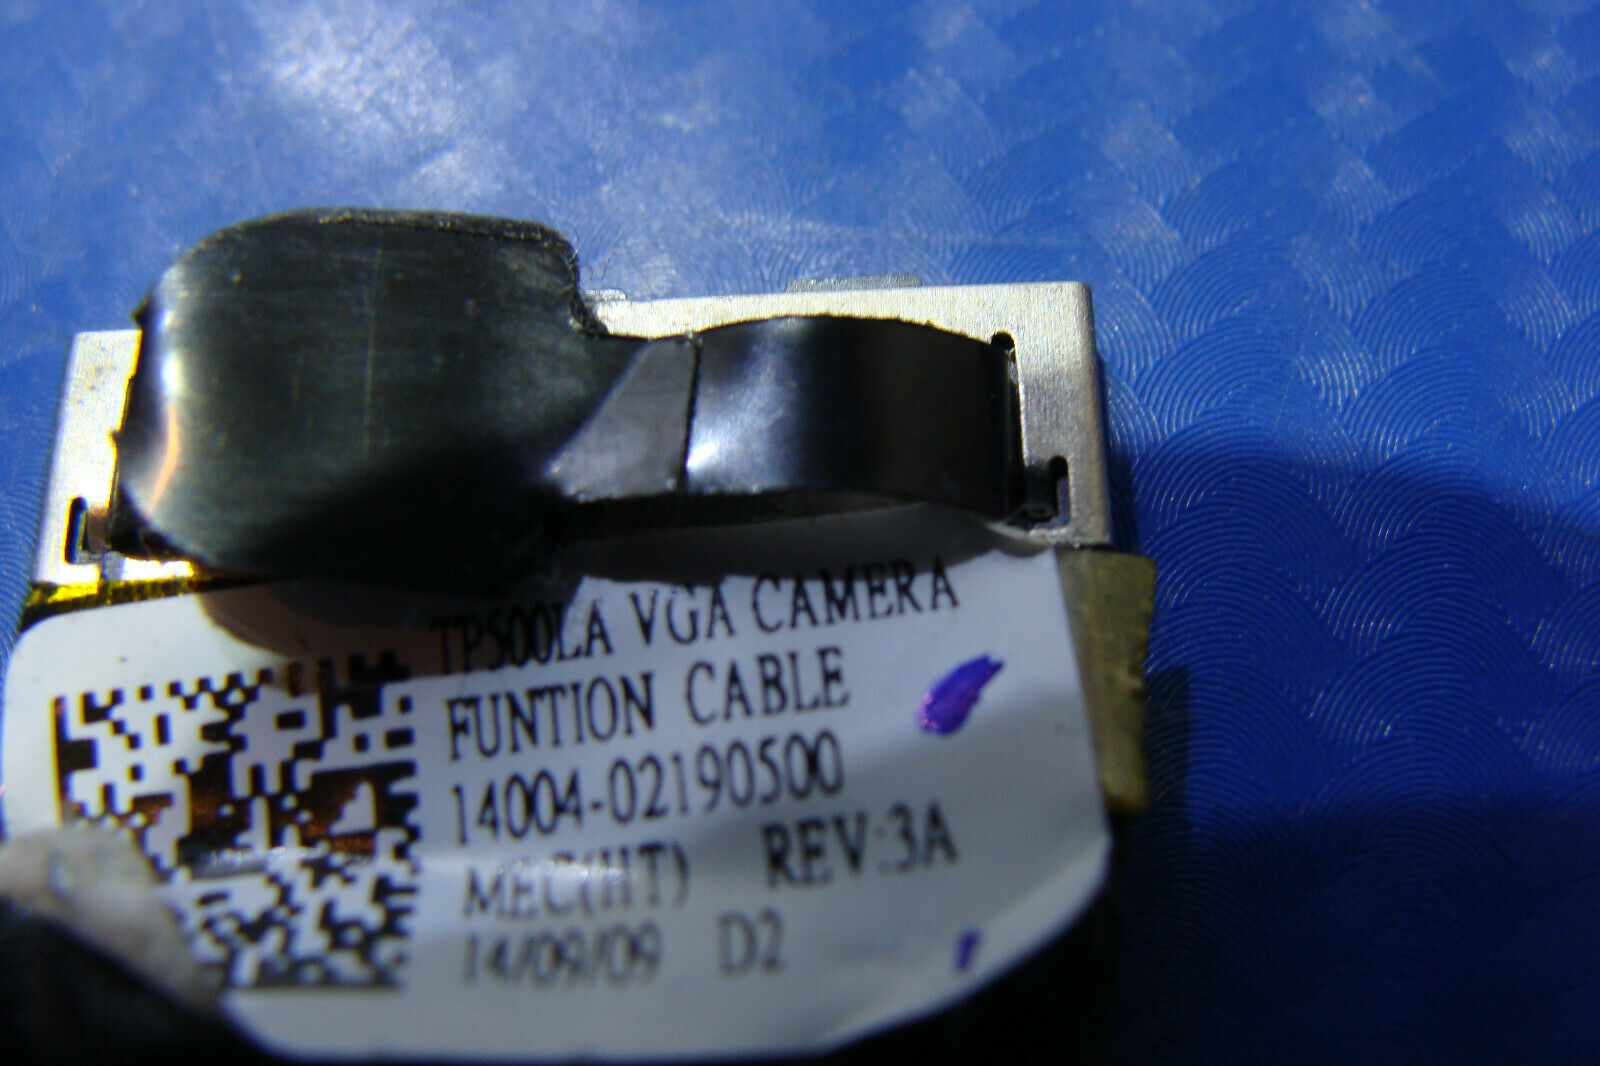 TP500LA VGA CAMERA
FUNTION CABLE
14004-02190500
MEC(HT) REV:3A
14/09/09 D2